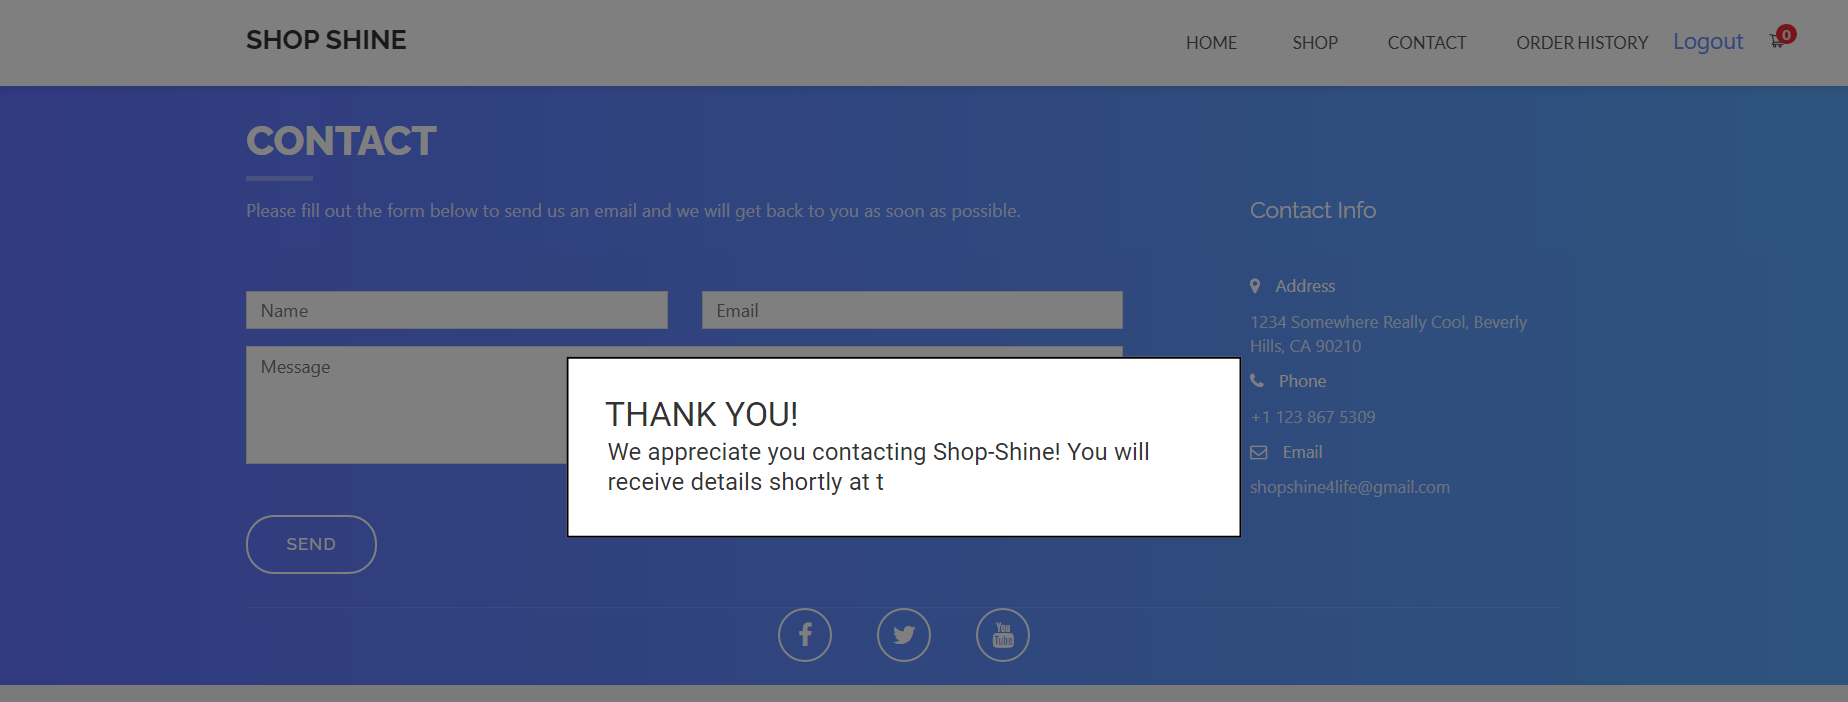 SHOP SHINE
HOME SHOP CONTACT ORDER HISTORY Logout 0
CONTACT
Please fill out the form below to send us an email and we will get back to you as soon as possible.
Name Email
Message
SEND
Contact Info
Address
1234 Somewhere Really Cool, Beverly
Hills, CA 90210
Phone
+1 123 867 5309
Email
shopshine4life@gmail.com
THANK YOU!
We appreciate you contacting Shop-Shine! You will
receive details shortly at t
You
Tube